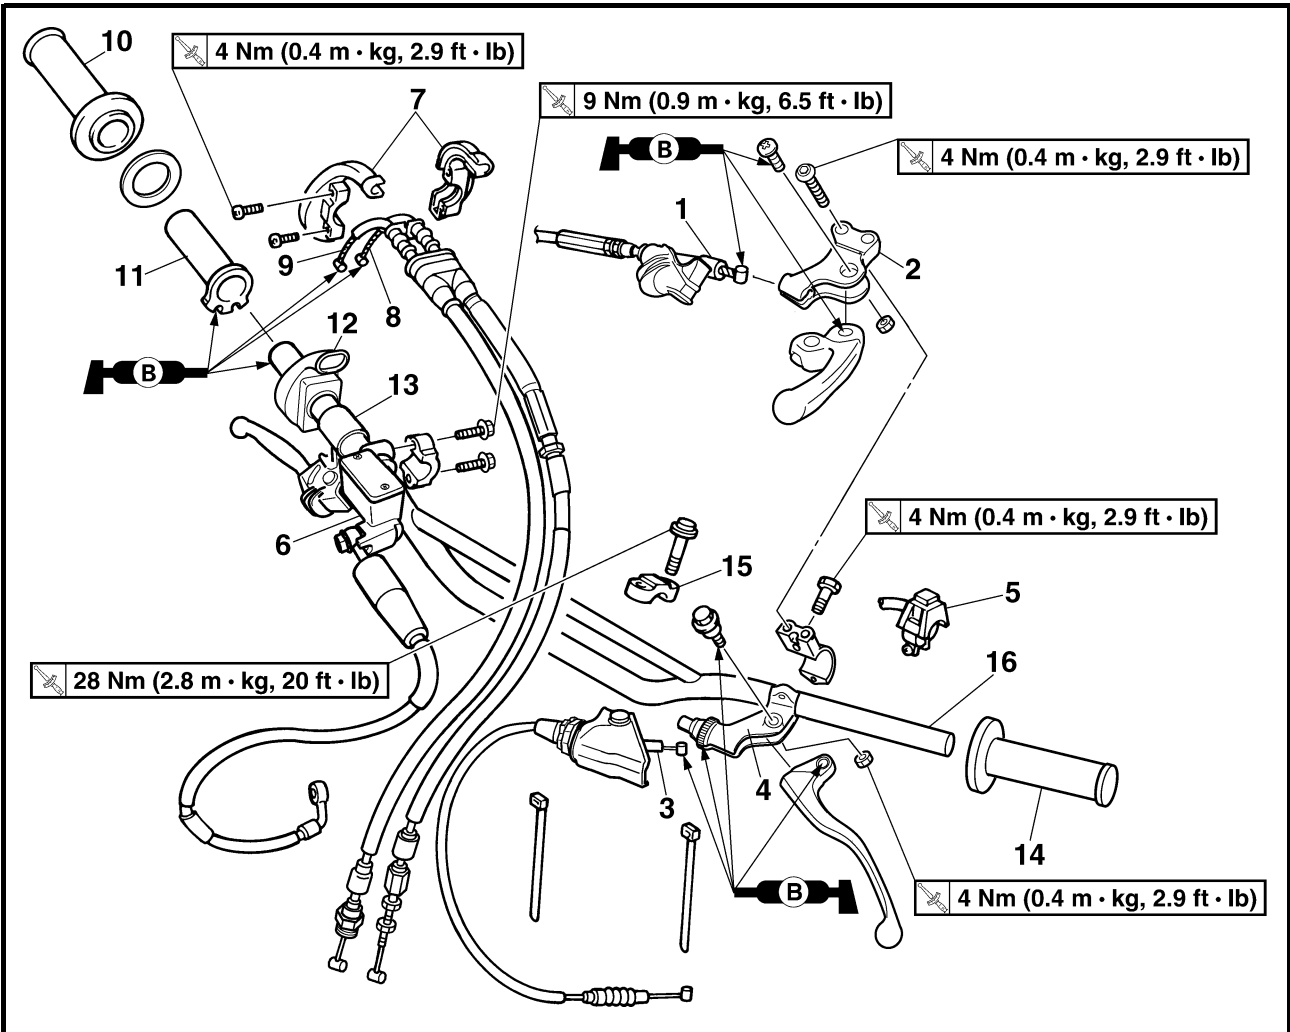 10
4 Nm (0.4 m · kg, 2.9 ft · lb)
7
9 Nm (0.9 m · kg, 6.5 ft · lb)
B
4 Nm (0.4 m · kg, 2.9 ft · lb)
1
2
9
11
8
12
B
13
6
4 Nm (0.4 m · kg, 2.9 ft · lb)
15
5
28 Nm (2.8 m · kg, 20 ft · lb)
16
3
4
14
B
4 Nm (0.4 m · kg, 2.9 ft · lb)